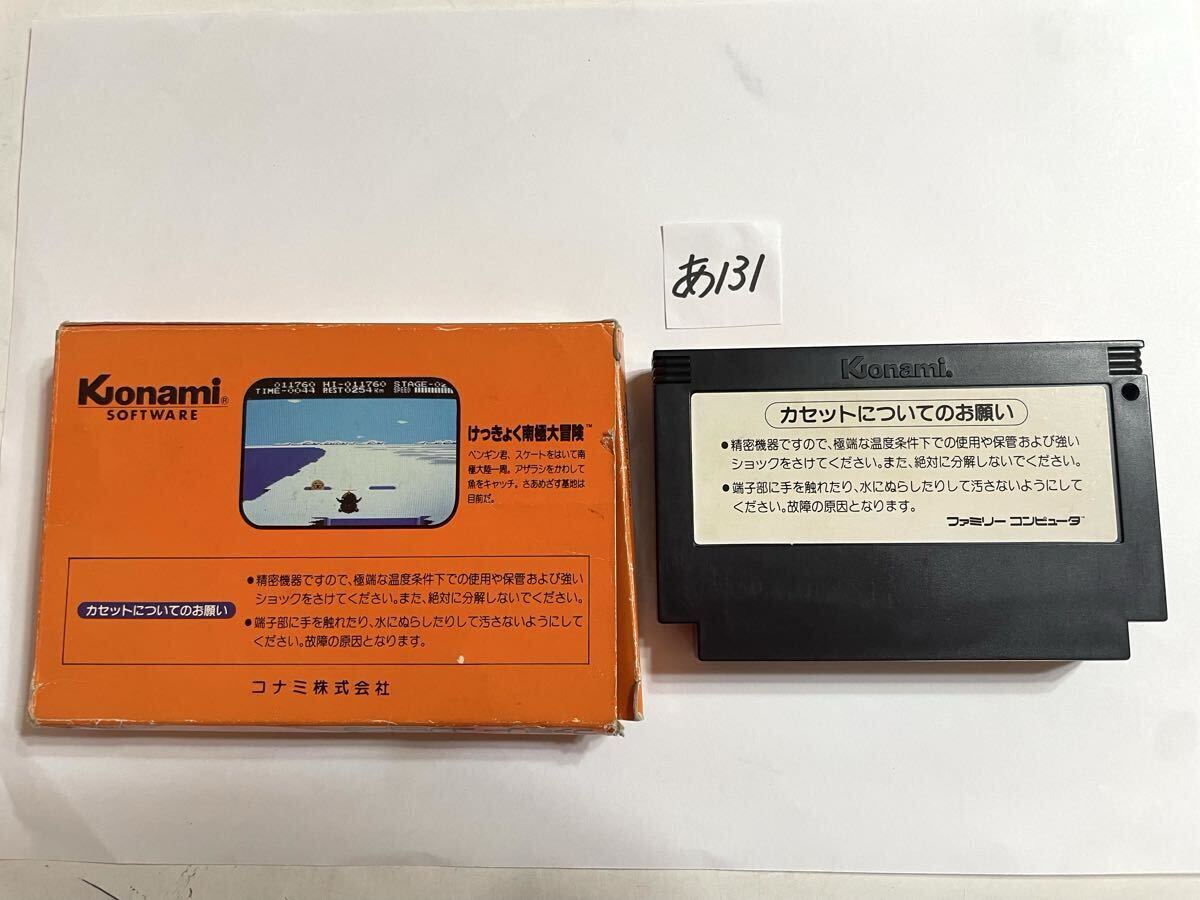 あ131
Konami®
SOFTWARE
011760 HI-011760 STAGE-02
TIME-0044 REST 0254 KM SPEED
けっきょく南極大冒険™
ペンギン君、スケートをはいて南
極大陸一周。アザラシをかわして
魚をキャッチ。さあめざす基地は
目前だ。
カセットについてのお願い
●精密機器ですので、極端な温度条件下での使用や保管および強い
ショックをさけてください。また、絶対に分解しないでください。
●端子部に手を触れたり、水にぬらしたりして汚さないようにして
ください。故障の原因となります。
コナミ株式会社
Konami®
カセットについてのお願い
●精密機器ですので、極端な温度条件下での使用や保管および強い
ショックをさけてください。また、絶対に分解しないでください。
●端子部に手を触れたり、水にぬらしたりして汚さないようにして
ください。故障の原因となります。
ファミリー コンピュータ™